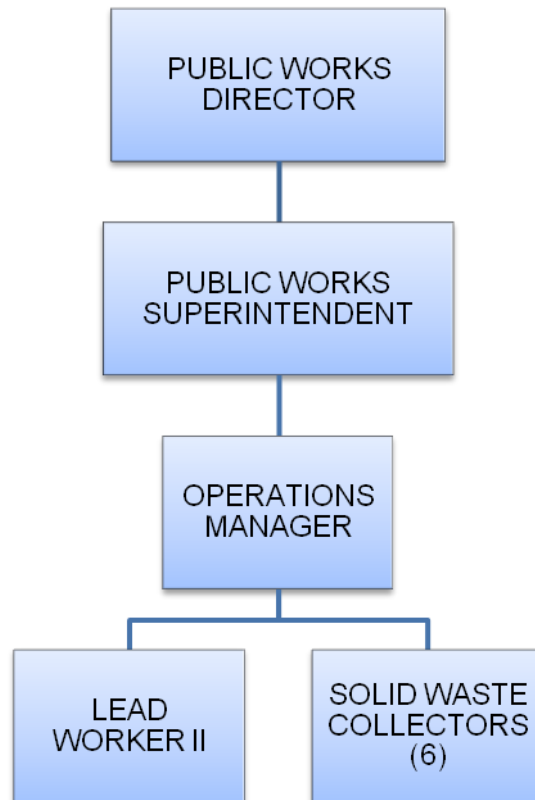 PUBLIC WORKS
DIRECTOR
PUBLIC WORKS
SUPERINTENDENT
OPERATIONS
MANAGER
LEAD
WORKER II
SOLID WASTE
COLLECTORS
(6)